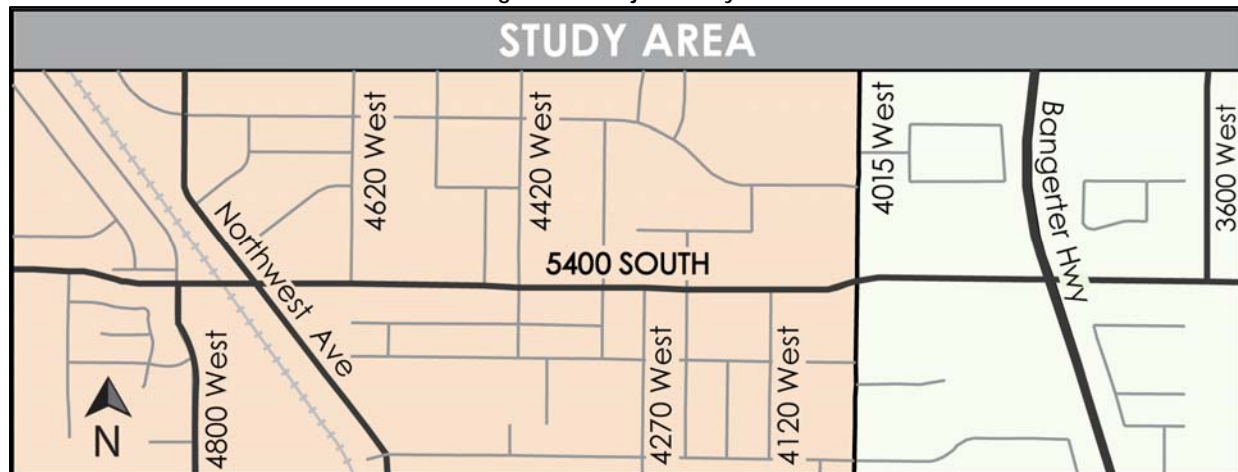 STUDY AREA
4620 West
4420 West
4015 West
Bangerter Hwy
3600 West
Northwest Ave
5400 SOUTH
4800 West
4270 West
4120 West
N